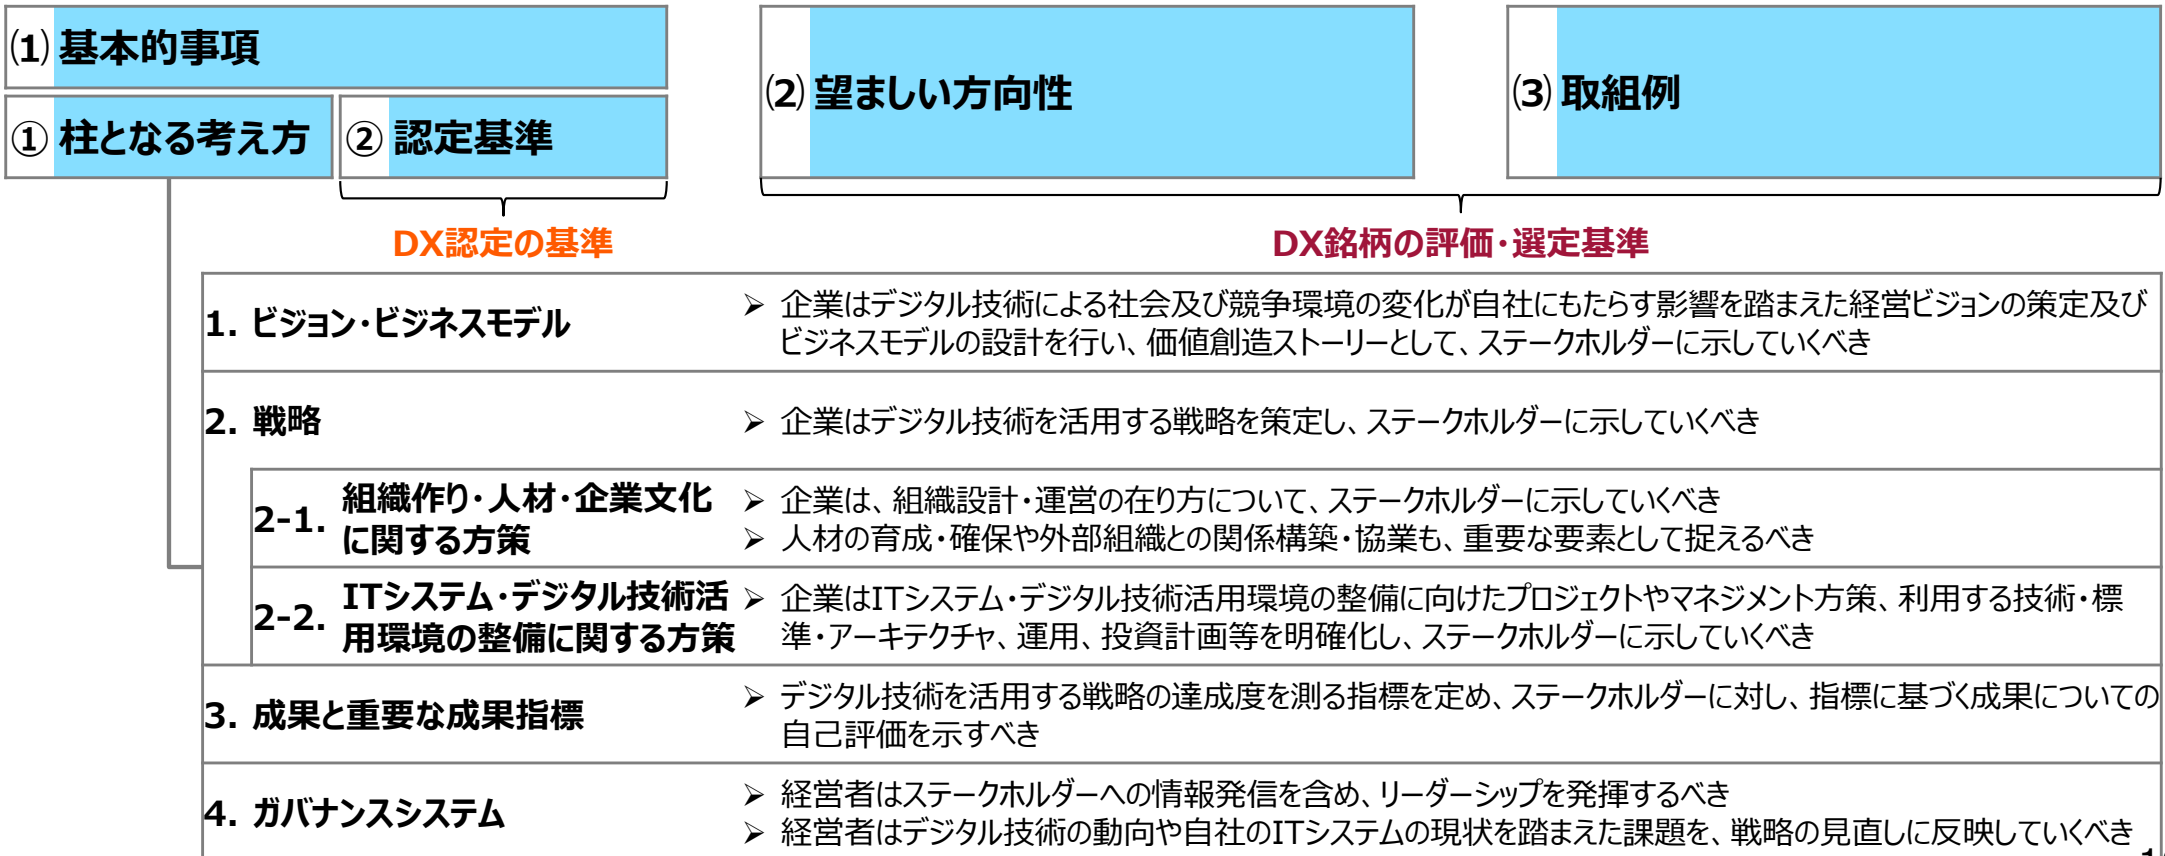 (1) 基本的事項
① 柱となる考え方
② 認定基準
(2) 望ましい方向性
(3) 取組例
DX認定の基準
DX銘柄の評価・選定基準
1. ビジョン・ビジネスモデル
➢ 企業はデジタル技術による社会及び競争環境の変化が自社にもたらす影響を踏まえた経営ビジョンの策定及び
ビジネスモデルの設計を行い、価値創造ストーリーとして、ステークホルダーに示していくべき
2. 戦略
➢ 企業はデジタル技術を活用する戦略を策定し、ステークホルダーに示していくべき
2-1. 組織作り・人材・企業文化
に関する方策
➢ 企業は、組織設計・運営の在り方について、ステークホルダーに示していくべき
➢ 人材の育成・確保や外部組織との関係構築・協業も、重要な要素として捉えるべき
2-2. ITシステム・デジタル技術活
用環境の整備に関する方策
➢ 企業はITシステム・デジタル技術活用環境の整備に向けたプロジェクトやマネジメント方策、利用する技術・標
準・アーキテクチャ、運用、投資計画等を明確化し、ステークホルダーに示していくべき
3. 成果と重要な成果指標
➢ デジタル技術を活用する戦略の達成度を測る指標を定め、ステークホルダーに対し、指標に基づく成果についての
自己評価を示すべき
4. ガバナンスシステム
➢ 経営者はステークホルダーへの情報発信を含め、リーダーシップを発揮するべき
➢ 経営者はデジタル技術の動向や自社のITシステムの現状を踏まえた課題を、戦略の見直しに反映していくべき